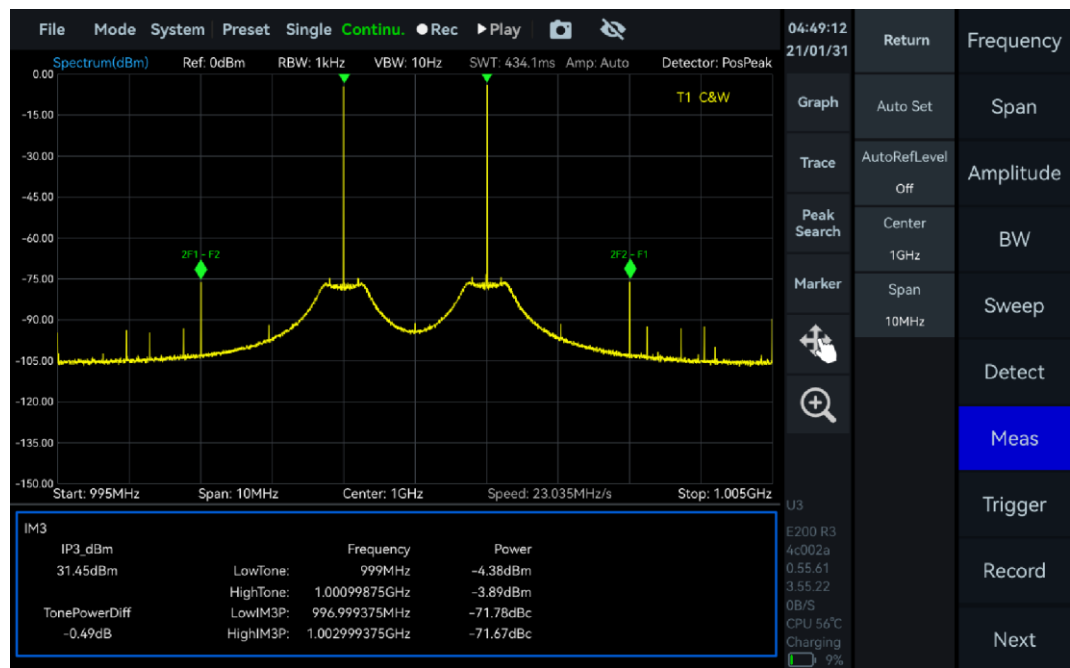 File Mode System Preset Single Continu. Rec Play
Spectrum(dBm) Ref: 0dBm RBW: 1kHz VBW: 10Hz SWT: 434.1ms Amp: Auto Detector: PosPeak
0.00
T1 C&W
-15.00
-30.00
-45.00
-60.00
2F1 - F2
2F2 - F1
-75.00
-90.00
-105.00
-120.00
-135.00
-150.00
Start: 995MHz Span: 10MHz Center: 1GHz Speed: 23.035MHz/s Stop: 1.005GHz
IM3
IP3_dBm Frequency Power
31.45dBm LowTone: 999MHz -4.38dBm
HighTone: 1.00099875GHz -3.89dBm
TonePowerDiff LowIM3P: 996.999375MHz -71.78dBc
-0.49dB HighIM3P: 1.002999375GHz -71.67dBc
04:49:12
21/01/31
Graph
Trace
Peak
Search
Marker
U3
E200 R3
4c002a
0.55.61
3.55.22
0B/S
CPU 56°C
Charging
9%
Return
Auto Set
AutoRefLevel
Off
Center
1GHz
Span
10MHz
Frequency
Span
Amplitude
BW
Sweep
Detect
Meas
Trigger
Record
Next